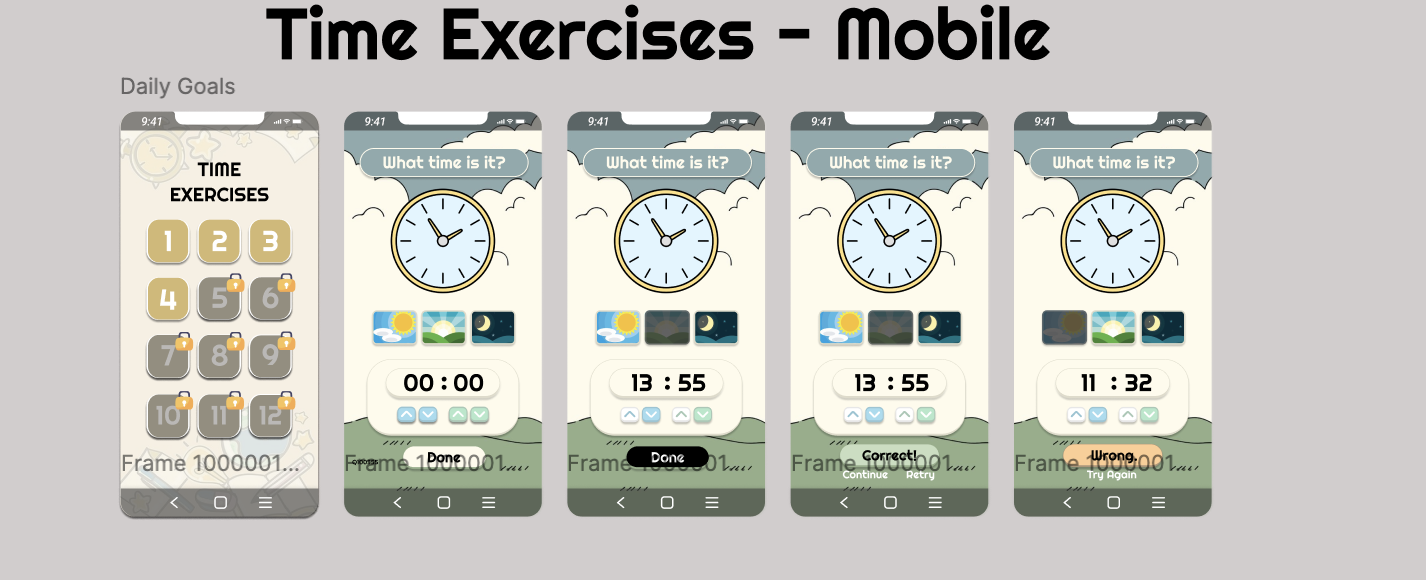 Time Exercises - Mobile
Daily Goals
9:41
TIME
EXERCISES
1 2 3
4 5 6
7 8 9
10 11 12
Frame 1000001...
9:41
What time is it?
00 : 00
Done
Frame 1000001...
9:41
What time is it?
13 : 55
Done
Frame 1000001...
9:41
What time is it?
13 : 55
Correct!
Continue Retry
Frame 1000001...
9:41
What time is it?
11 : 32
Wrong.
Try Again
Frame 1000001...